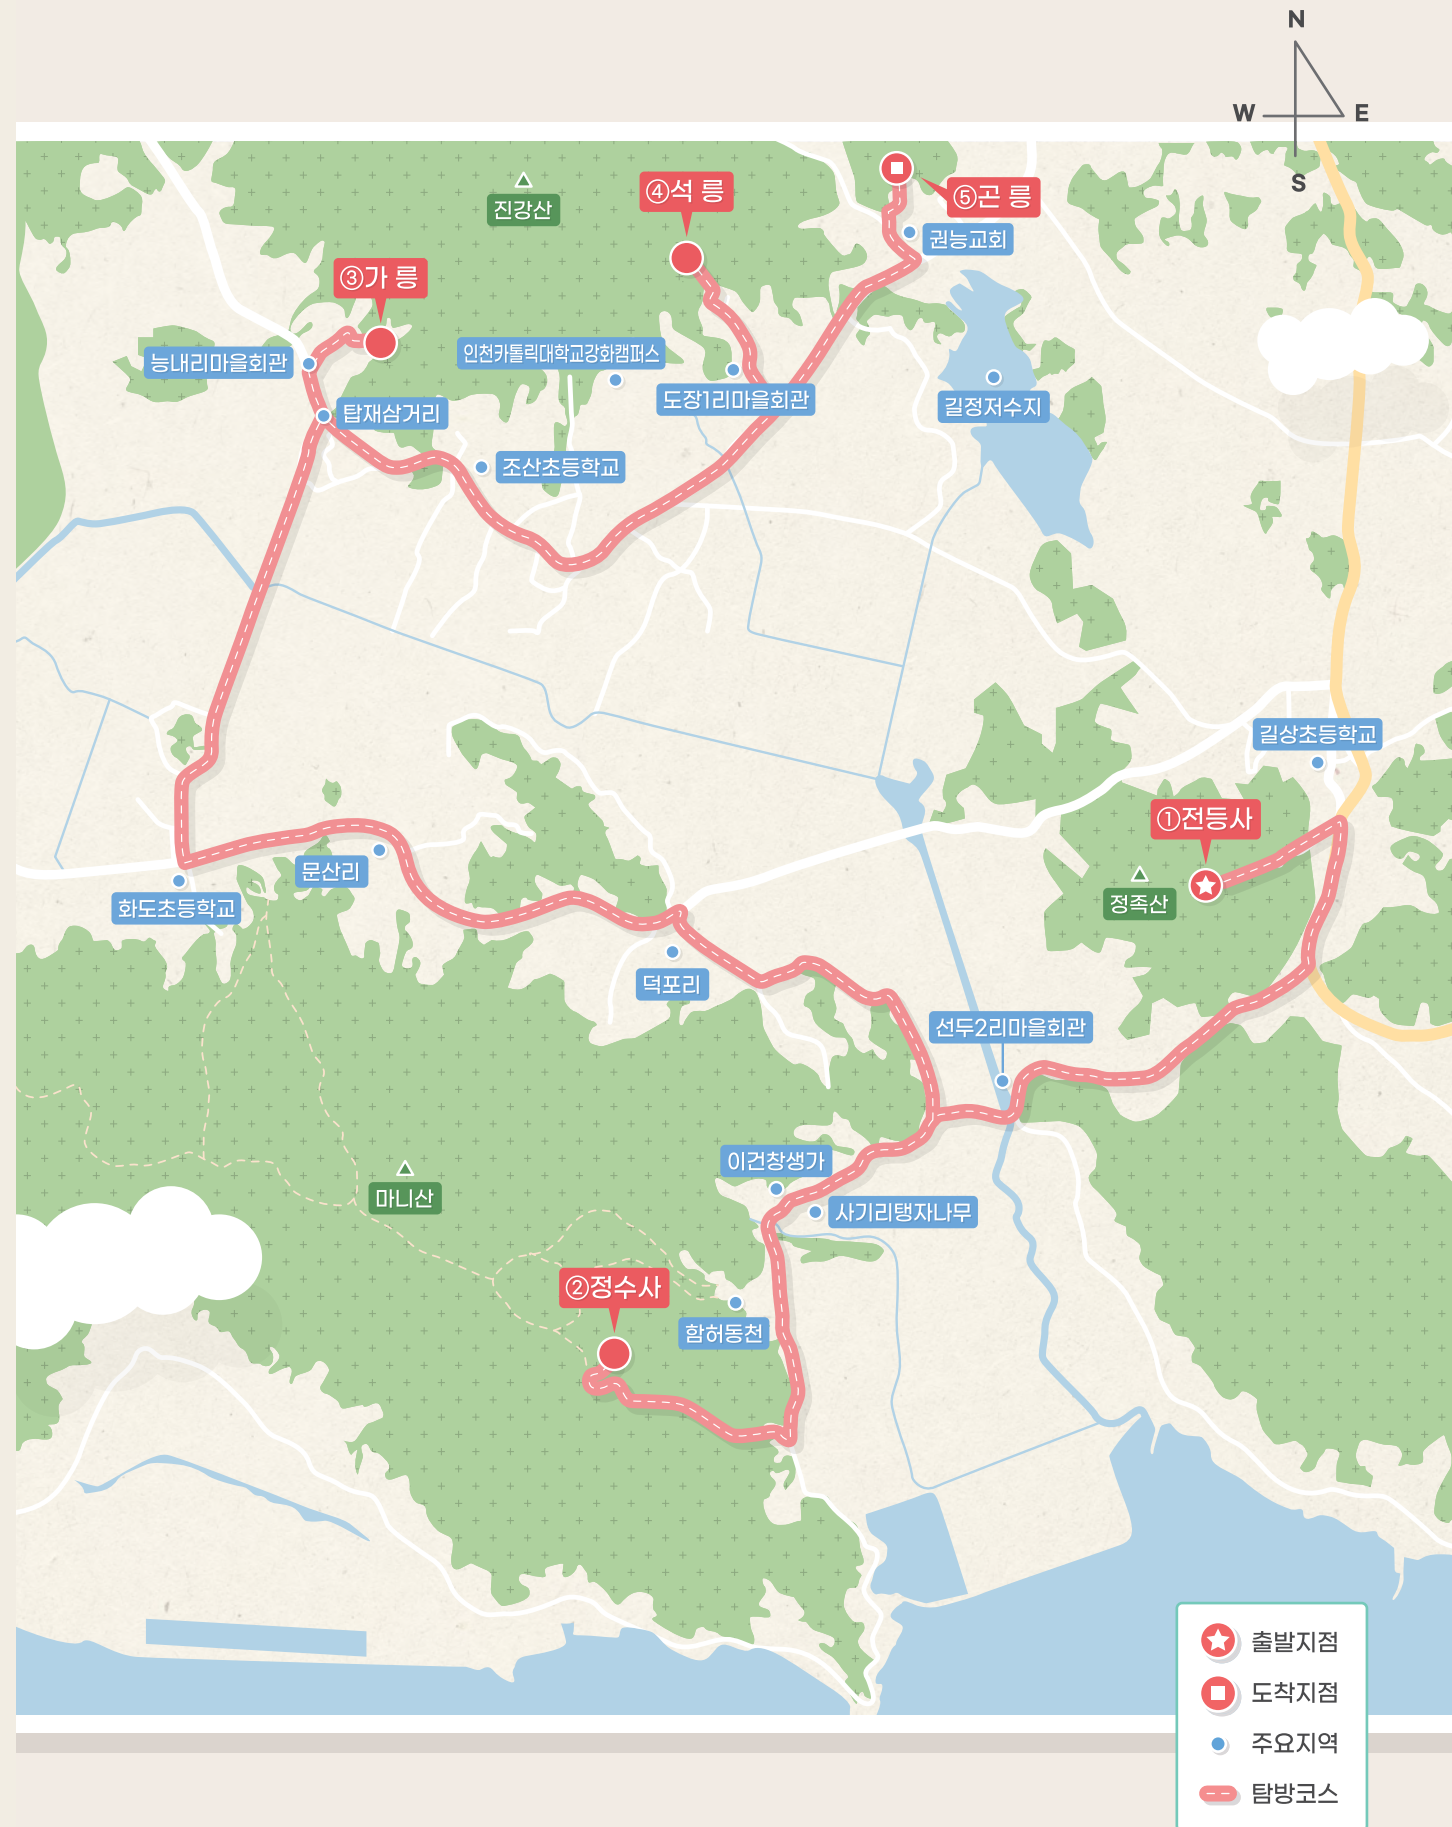 N
W
E
S
진강산
④석 릉
⑤곤 릉
권능교회
③가 릉
능내리마을회관
인천카톨릭대학교강화캠퍼스
도장1리마을회관
길정저수지
탑재삼거리
조산초등학교
길상초등학교
①전등사
문산리
정족산
화도초등학교
덕포리
선두2리마을회관
이건창생가
마니산
사기리탱자나무
②정수사
함허동천
출발지점
도착지점
주요지역
탐방코스